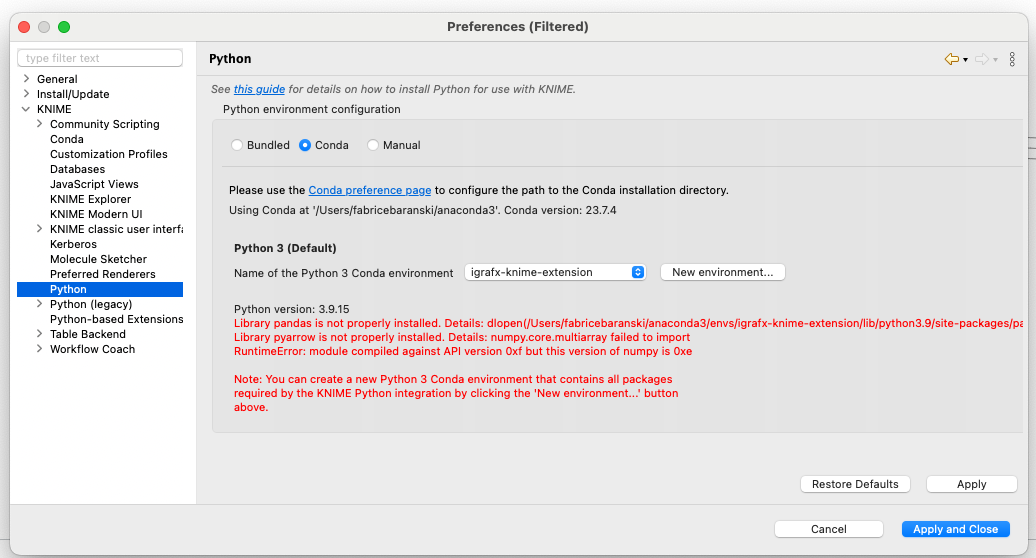 Preferences (Filtered)
type filter text
General
Install/Update
KNIME
Community Scripting
Conda
Customization Profiles
Databases
JavaScript Views
KNIME Explorer
KNIME Modern UI
KNIME classic user interfa
Kerberos
Molecule Sketcher
Preferred Renderers
Python
Python (legacy)
Python-based Extensions
Table Backend
Workflow Coach
Python
See this guide for details on how to install Python for use with KNIME.
Python environment configuration
Bundled Conda Manual
Please use the Conda preference page to configure the path to the Conda installation directory.
Using Conda at '/Users/fabricebaranski/anaconda3'. Conda version: 23.7.4
Python 3 (Default)
Name of the Python 3 Conda environment igrafx-knime-extension New environment...
Python version: 3.9.15
Library pandas is not properly installed. Details: dlopen(/Users/fabricebaranski/anaconda3/envs/igrafx-knime-extension/lib/python3.9/site-packages/pa
Library pyarrow is not properly installed. Details: numpy.core.multiarray failed to import
RuntimeError: module compiled against API version 0xf but this version of numpy is 0xe
Note: You can create a new Python 3 Conda environment that contains all packages
required by the KNIME Python integration by clicking the 'New environment...' button
above.
Restore Defaults Apply
Cancel Apply and Close